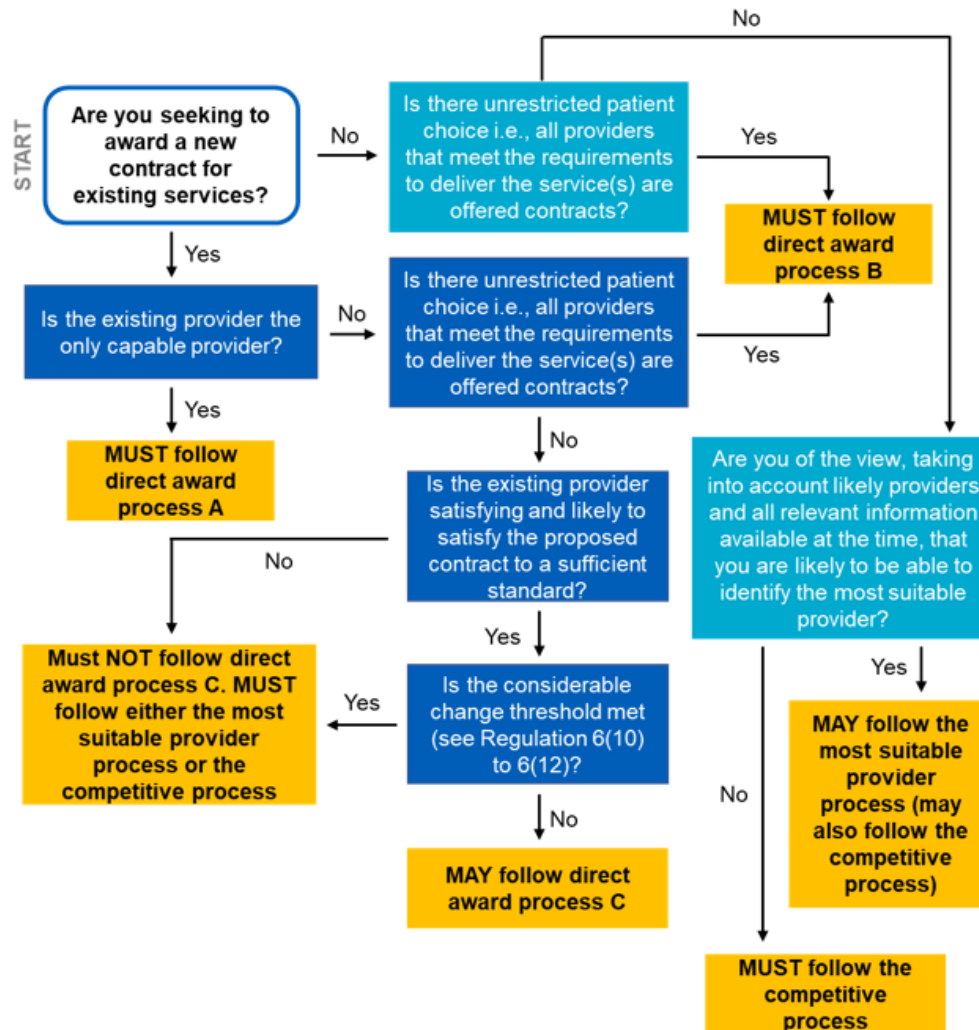 No
START
Are you seeking to
award a new
contract for
existing services?
No
Is there unrestricted patient
choice i.e., all providers
that meet the requirements
to deliver the service(s) are
offered contracts?
Yes
MUST follow
direct award
process B
Yes
Is the existing provider the
only capable provider?
No
Is there unrestricted patient
choice i.e., all providers
that meet the requirements
to deliver the service(s) are
offered contracts?
Yes
Yes
MUST follow
direct award
process A
No
Is the existing provider
satisfying and likely to
satisfy the proposed
contract to a sufficient
standard?
No
Are you of the view, taking
into account likely providers
and all relevant information
available at the time, that
you are likely to be able to
identify the most suitable
provider?
Yes
Must NOT follow direct
award process C. MUST
follow either the most
suitable provider
process or the
competitive process
Yes
Is the considerable
change threshold met
(see Regulation 6(10)
to 6(12)?
No
MAY follow direct
award process C
Yes
MAY follow the
most suitable
provider
process (may
also follow the
competitive
process)
No
MUST follow the
competitive
process